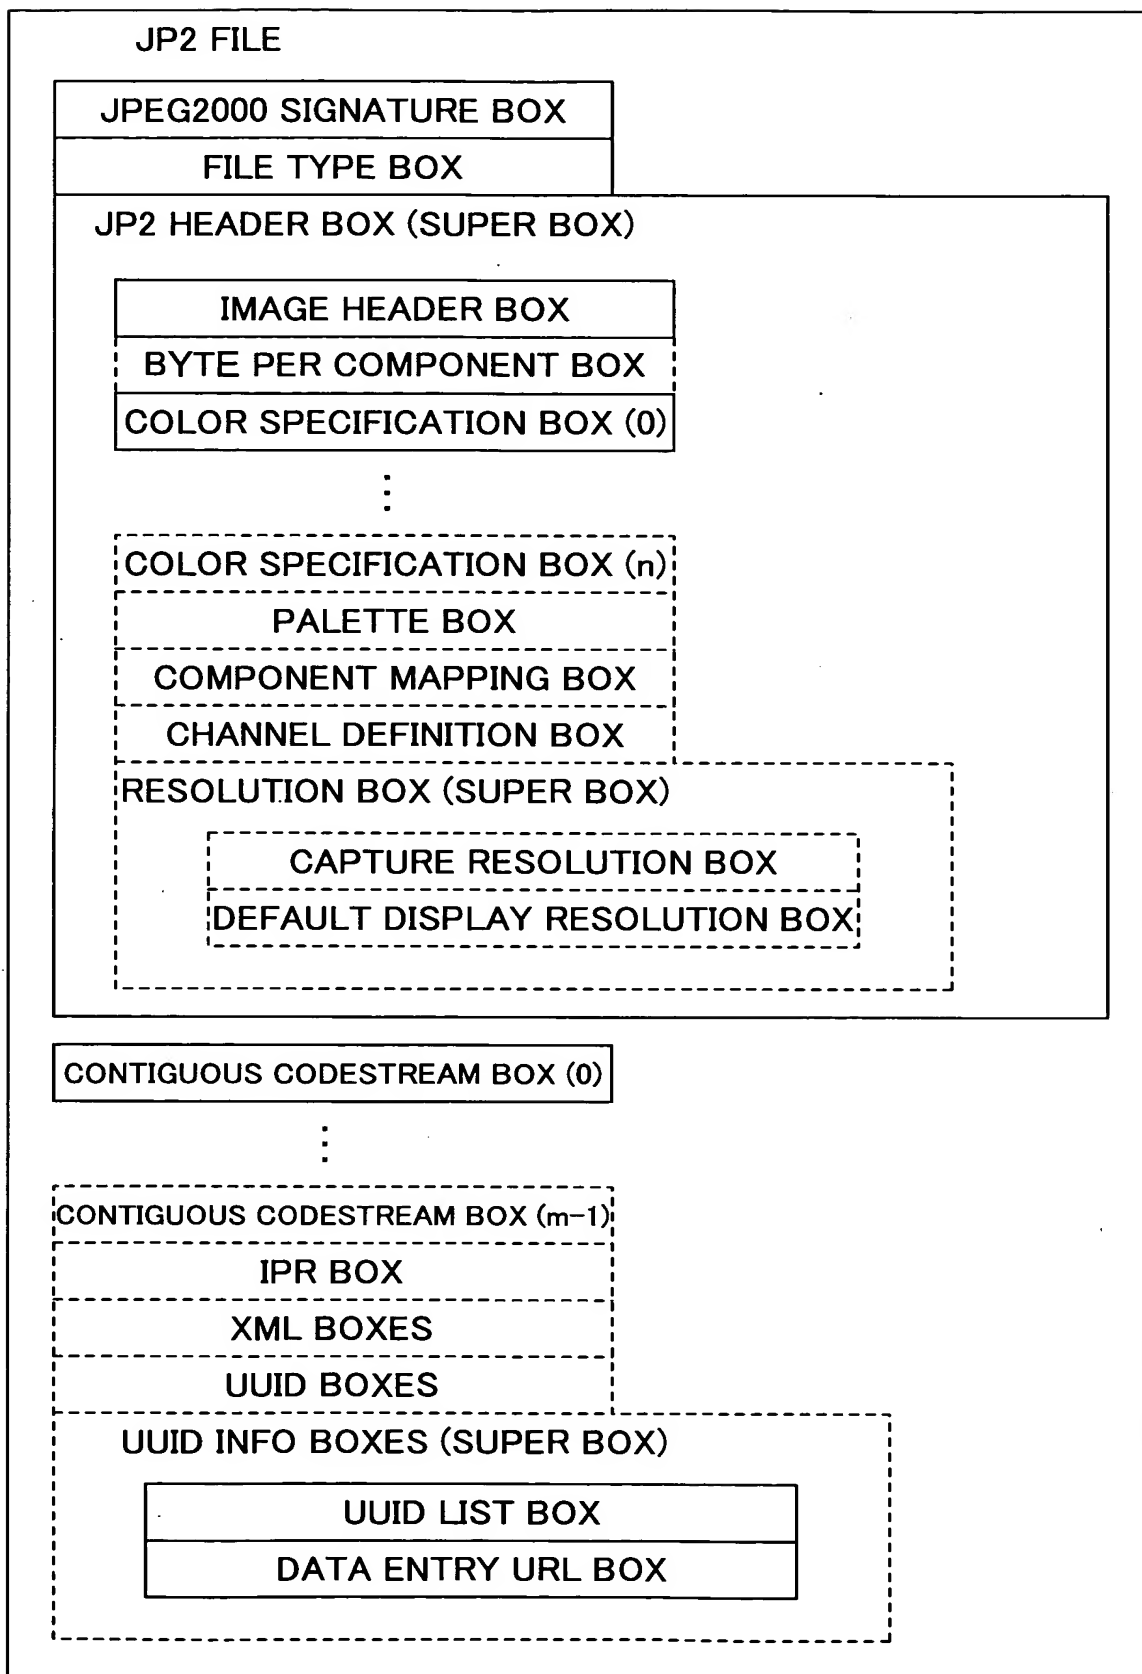 JP2 FILE
JPEG2000 SIGNATURE BOX
FILE TYPE BOX
JP2 HEADER BOX (SUPER BOX)
IMAGE HEADER BOX
BYTE PER COMPONENT BOX
COLOR SPECIFICATION BOX (0)
⋮
COLOR SPECIFICATION BOX (n)
PALETTE BOX
COMPONENT MAPPING BOX
CHANNEL DEFINITION BOX
RESOLUTION BOX (SUPER BOX)
CAPTURE RESOLUTION BOX
DEFAULT DISPLAY RESOLUTION BOX
CONTIGUOUS CODESTREAM BOX (0)
⋮
CONTIGUOUS CODESTREAM BOX (m-1)
IPR BOX
XML BOXES
UUID BOXES
UUID INFO BOXES (SUPER BOX)
UUID LIST BOX
DATA ENTRY URL BOX